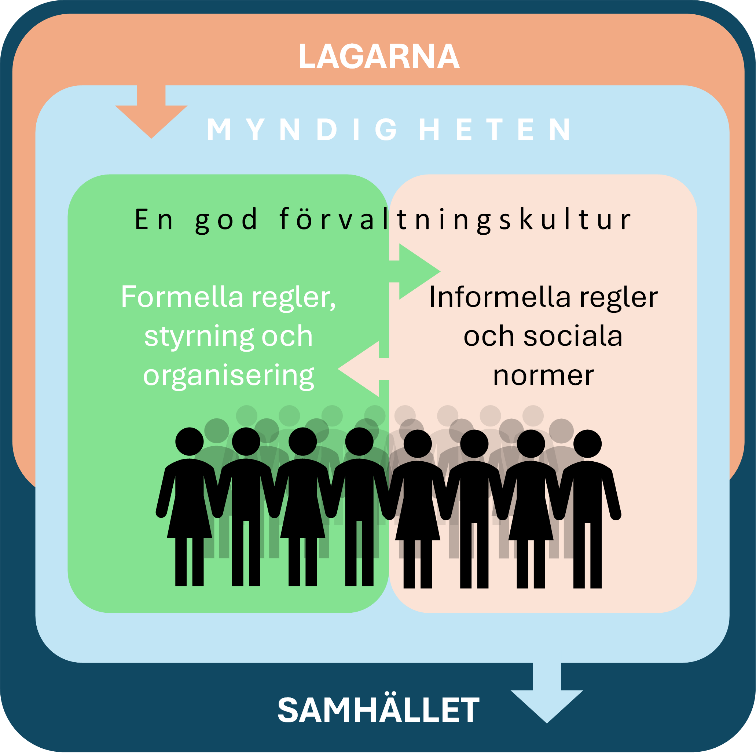 LAGARNA
MYNDIGHETEN
En god förvaltningskultur
Formella regler,
styrning och
organisering
Informella regler
och sociala
normer
SAMHÄLLET